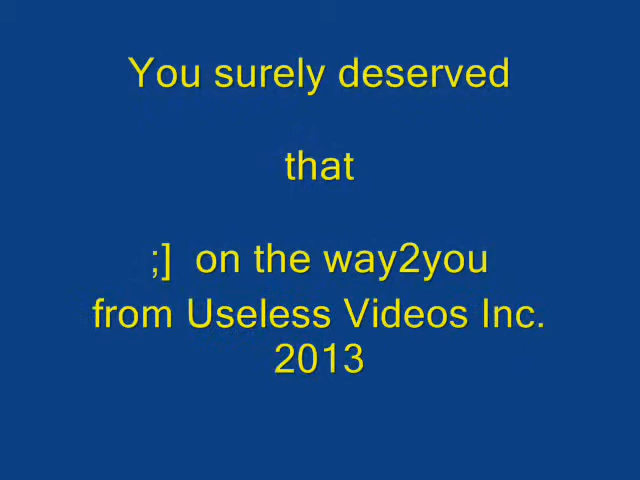 You surely deserved
that
;] on the way2you
from Useless Videos Inc.
2013